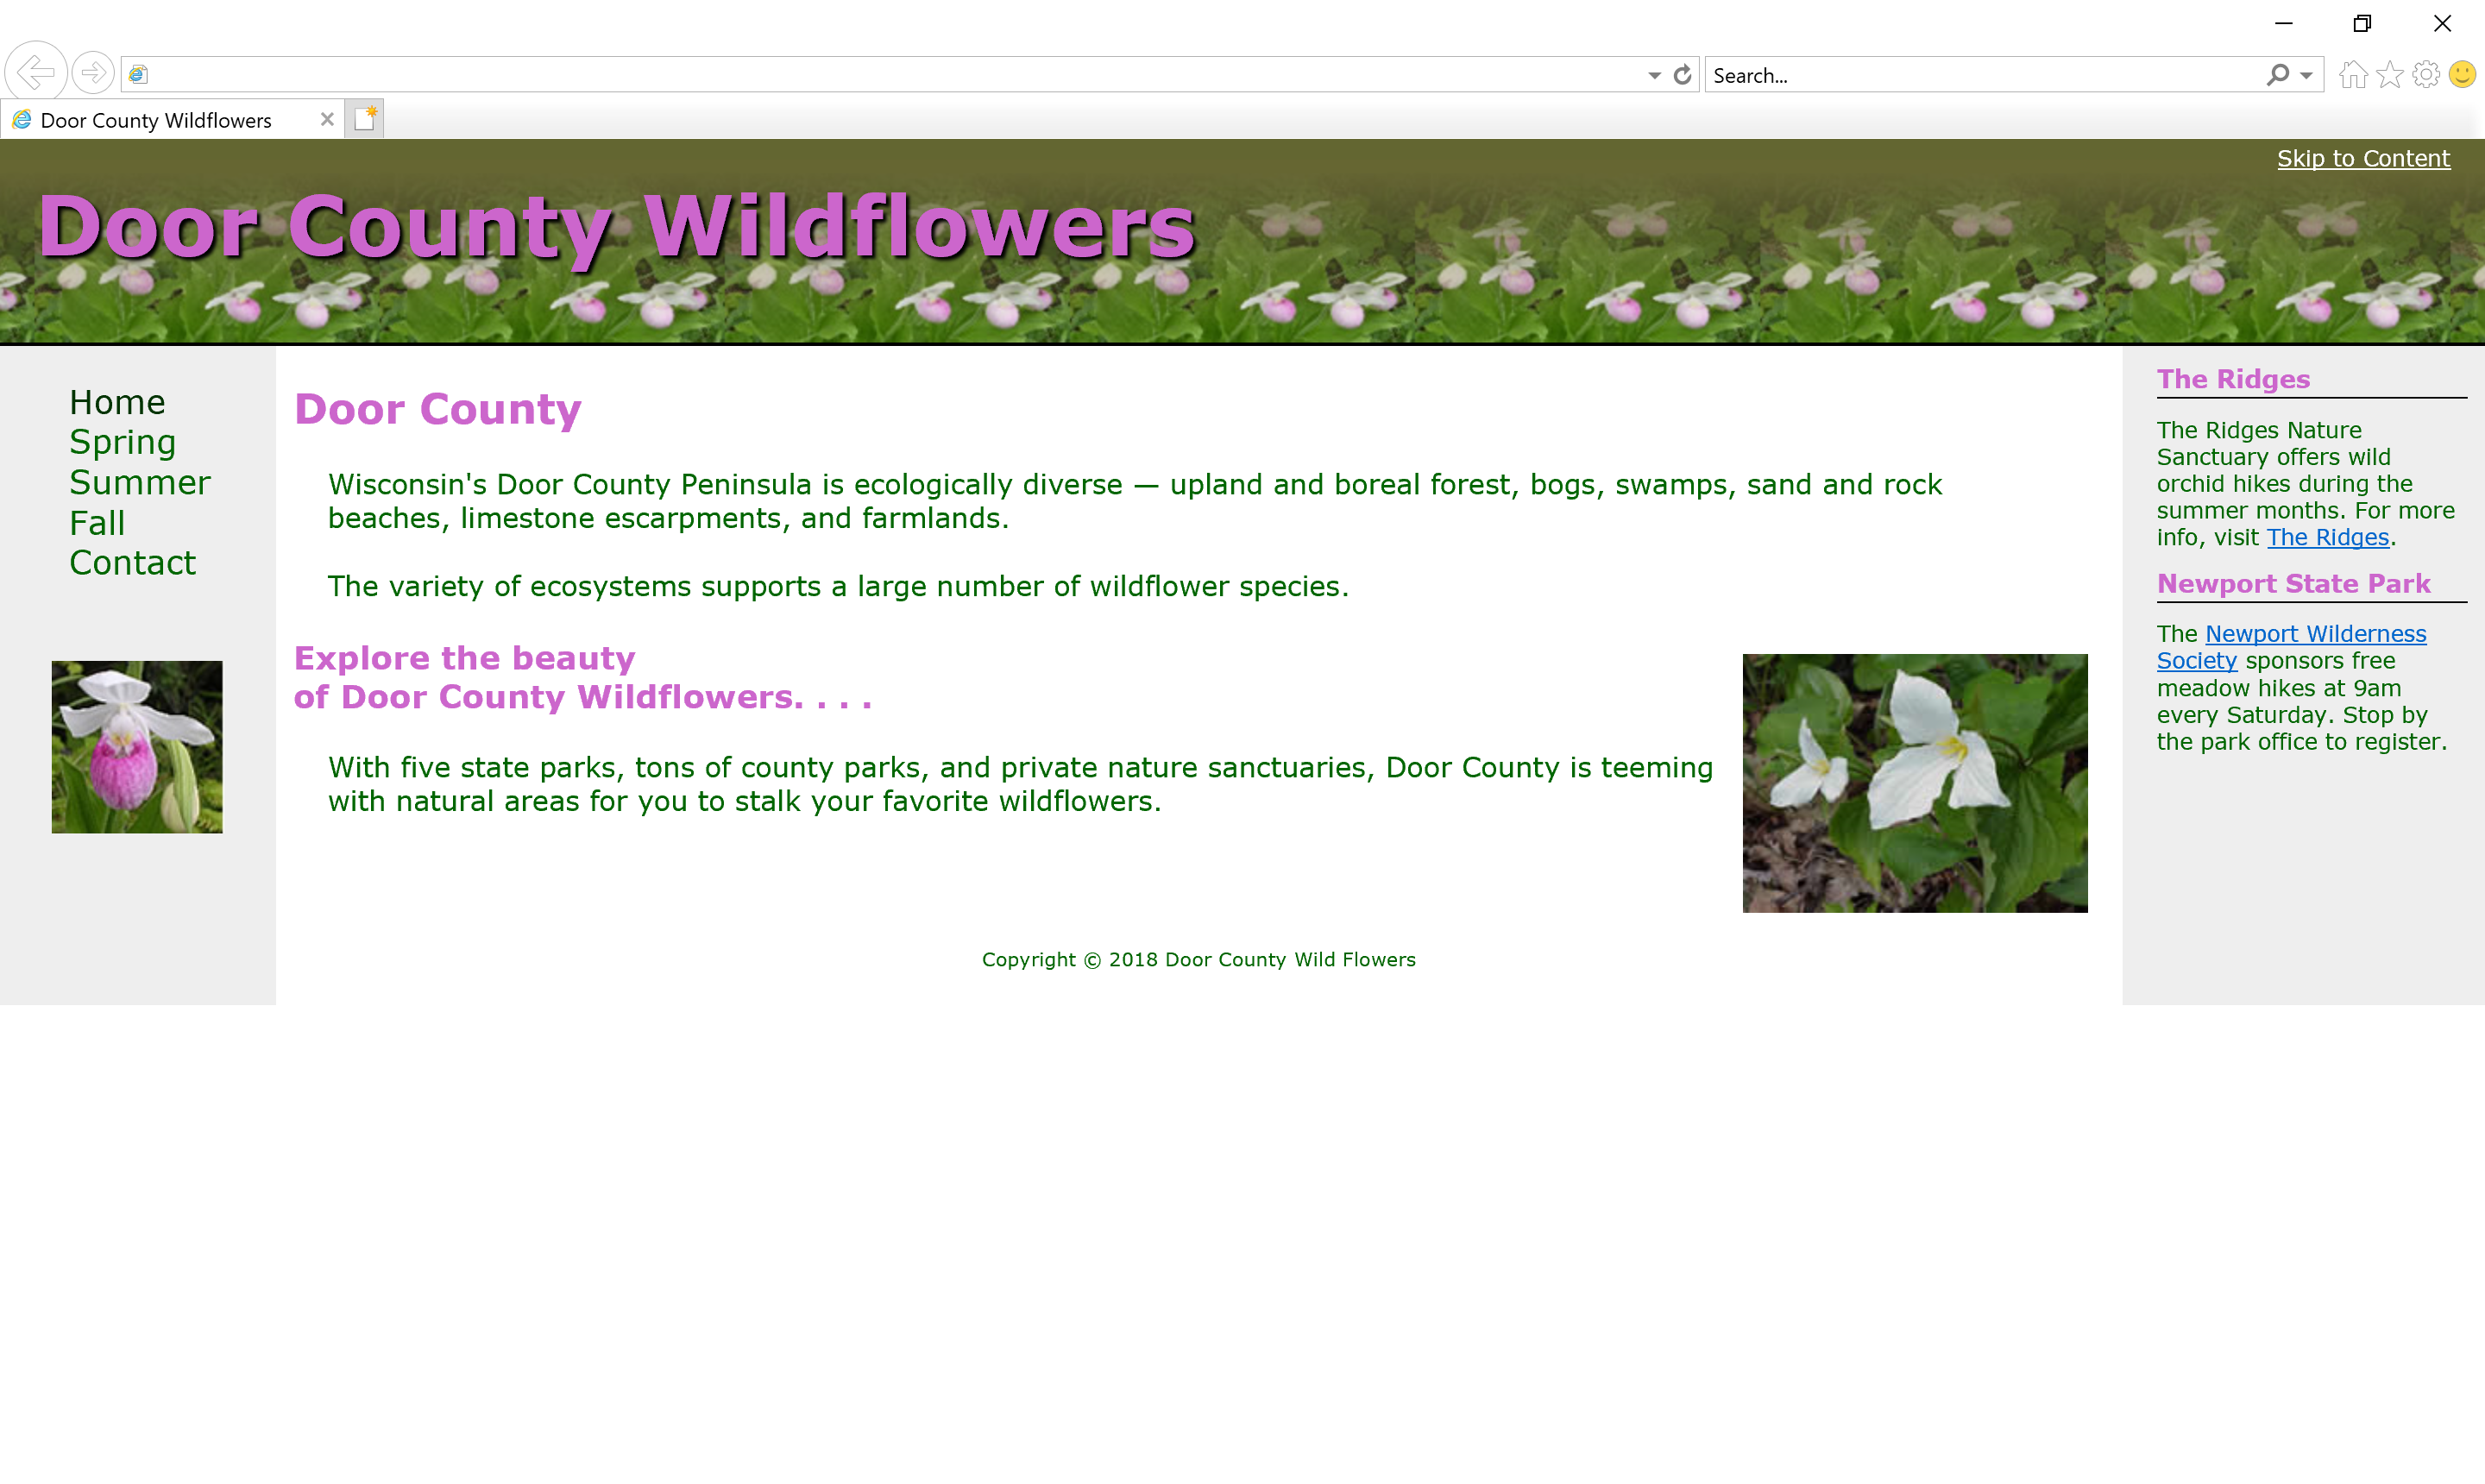 Search...
Door County Wildflowers
Skip to Content
Door County Wildflowers
Home
Spring
Summer
Fall
Contact
Door County
Wisconsin's Door County Peninsula is ecologically diverse — upland and boreal forest, bogs, swamps, sand and rock
beaches, limestone escarpments, and farmlands.
The variety of ecosystems supports a large number of wildflower species.
Explore the beauty
of Door County Wildflowers. . . .
With five state parks, tons of county parks, and private nature sanctuaries, Door County is teeming
with natural areas for you to stalk your favorite wildflowers.
Copyright © 2018 Door County Wild Flowers
The Ridges
The Ridges Nature
Sanctuary offers wild
orchid hikes during the
summer months. For more
info, visit The Ridges.
Newport State Park
The Newport Wilderness
Society sponsors free
meadow hikes at 9am
every Saturday. Stop by
the park office to register.